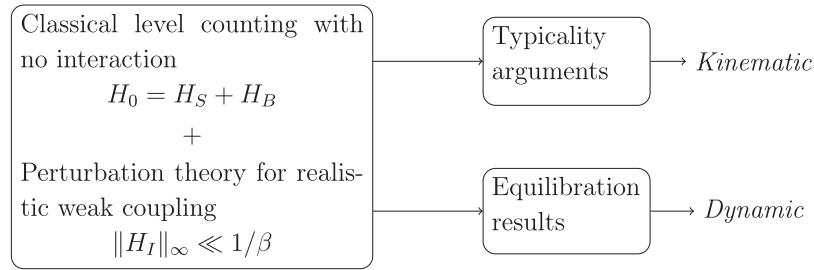 Classical level counting with
no interaction
H_0 = H_S + H_B
+
Perturbation theory for realis-
tic weak coupling
‖H_I‖_∞ ≪ 1/β
Typicality
arguments
Kinematic
Equilibration
results
Dynamic